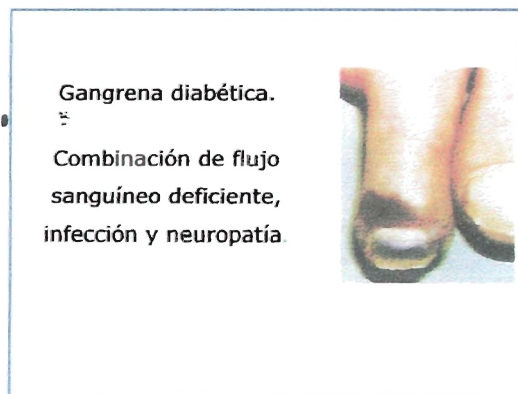 Gangrena diabética.
Combinación de flujo
sanguíneo deficiente,
infección y neuropatía.